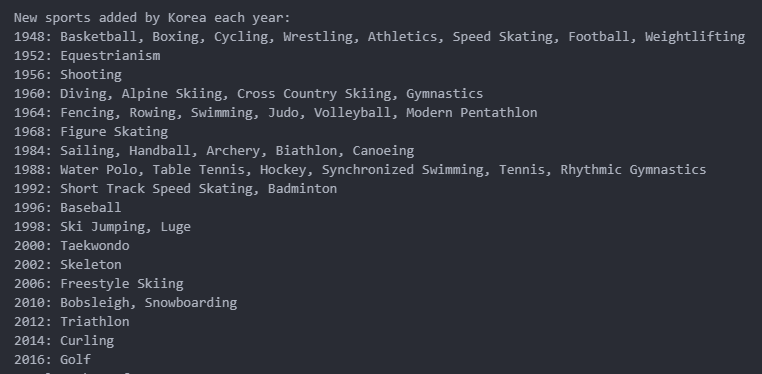 New sports added by Korea each year:
1948: Basketball, Boxing, Cycling, Wrestling, Athletics, Speed Skating, Football, Weightlifting
1952: Equestrianism
1956: Shooting
1960: Diving, Alpine Skiing, Cross Country Skiing, Gymnastics
1964: Fencing, Rowing, Swimming, Judo, Volleyball, Modern Pentathlon
1968: Figure Skating
1984: Sailing, Handball, Archery, Biathlon, Canoeing
1988: Water Polo, Table Tennis, Hockey, Synchronized Swimming, Tennis, Rhythmic Gymnastics
1992: Short Track Speed Skating, Badminton
1996: Baseball
1998: Ski Jumping, Luge
2000: Taekwondo
2002: Skeleton
2006: Freestyle Skiing
2010: Bobsleigh, Snowboarding
2012: Triathlon
2014: Curling
2016: Golf